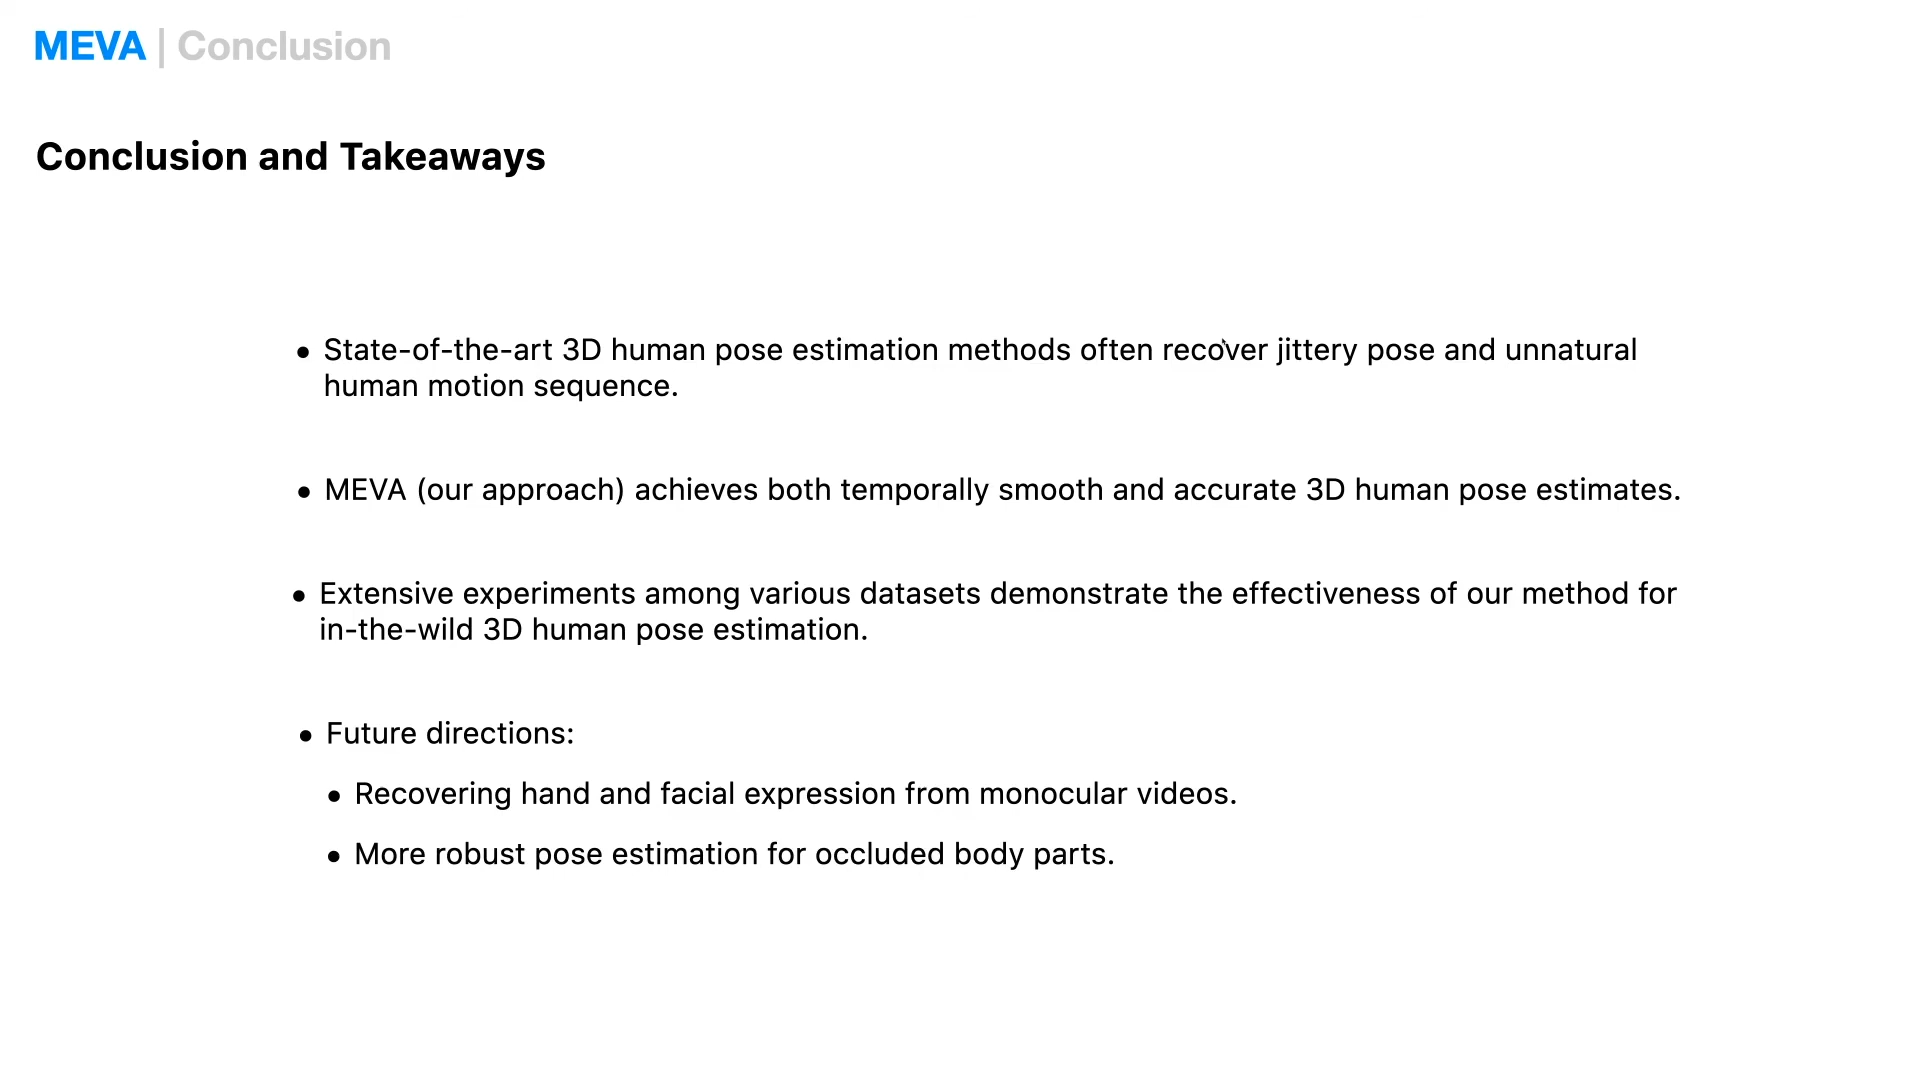 MEVA | Conclusion
Conclusion and Takeaways
• State-of-the-art 3D human pose estimation methods often recover jittery pose and unnatural
human motion sequence.
• MEVA (our approach) achieves both temporally smooth and accurate 3D human pose estimates.
• Extensive experiments among various datasets demonstrate the effectiveness of our method for
in-the-wild 3D human pose estimation.
• Future directions:
• Recovering hand and facial expression from monocular videos.
• More robust pose estimation for occluded body parts.